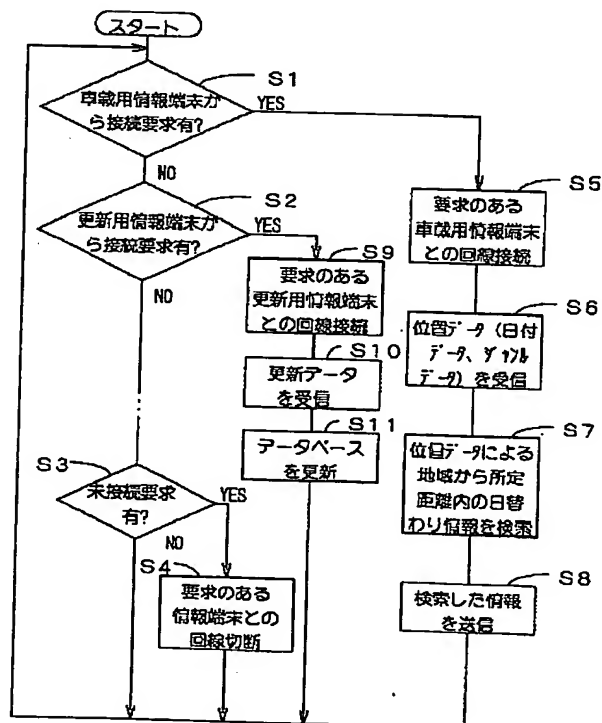 スタート
S1
車載用情報端末か
ら接続要求有?
YES
NO
S2
更新用情報端末か
ら接続要求有?
YES
NO
S3
未接続要求
有?
YES
NO
S4
要求のある
情報端末との
回線切断
S9
要求のある
更新用情報端末
との回線接続
S10
更新データ
を受信
S11
データベース
を更新
S5
要求のある
車載用情報端末
との回線接続
S6
位置データ(日付
データ、ジャンル
データ)を受信
S7
位置データによる
地域から所定
距離内の日替
わり情報を検索
S8
検索した情報
を送信